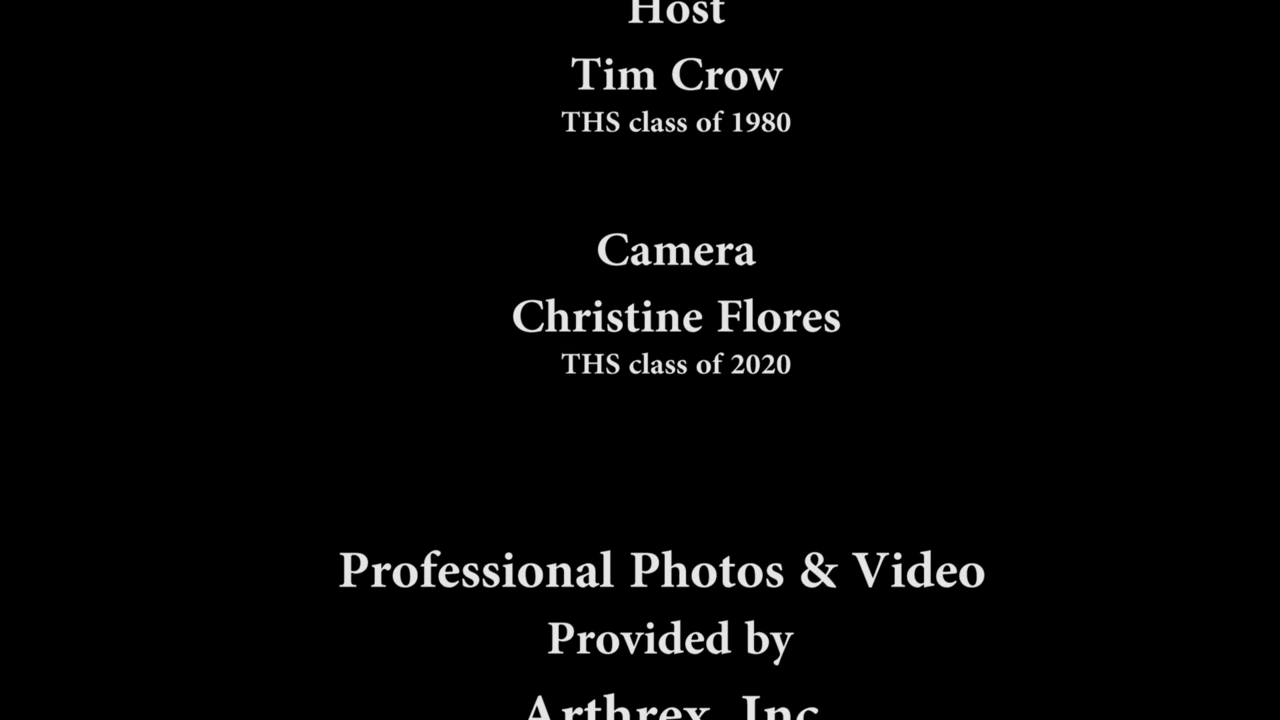 Host
Tim Crow
THS class of 1980
Camera
Christine Flores
THS class of 2020
Professional Photos & Video
Provided by
Arthrex, Inc